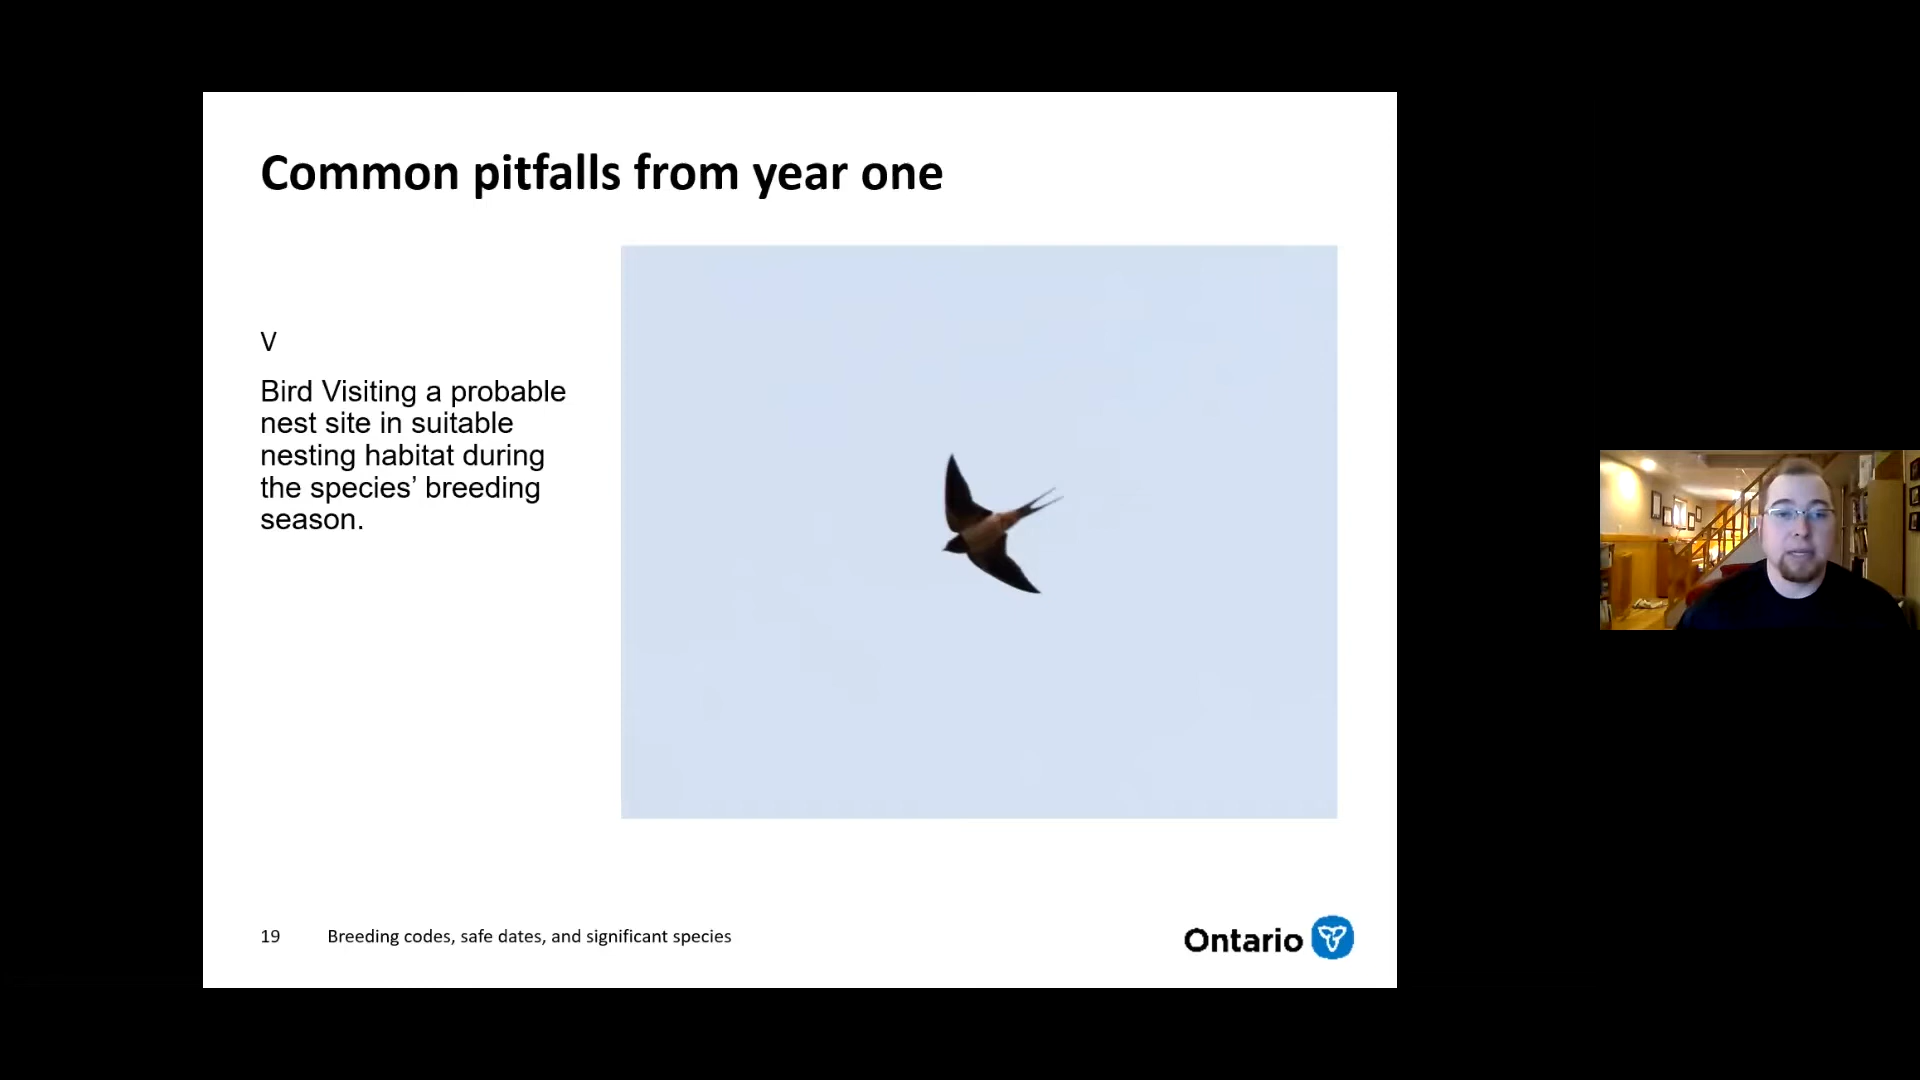 Common pitfalls from year one
V
Bird Visiting a probable
nest site in suitable
nesting habitat during
the species’ breeding
season.
19 Breeding codes, safe dates, and significant species
Ontario